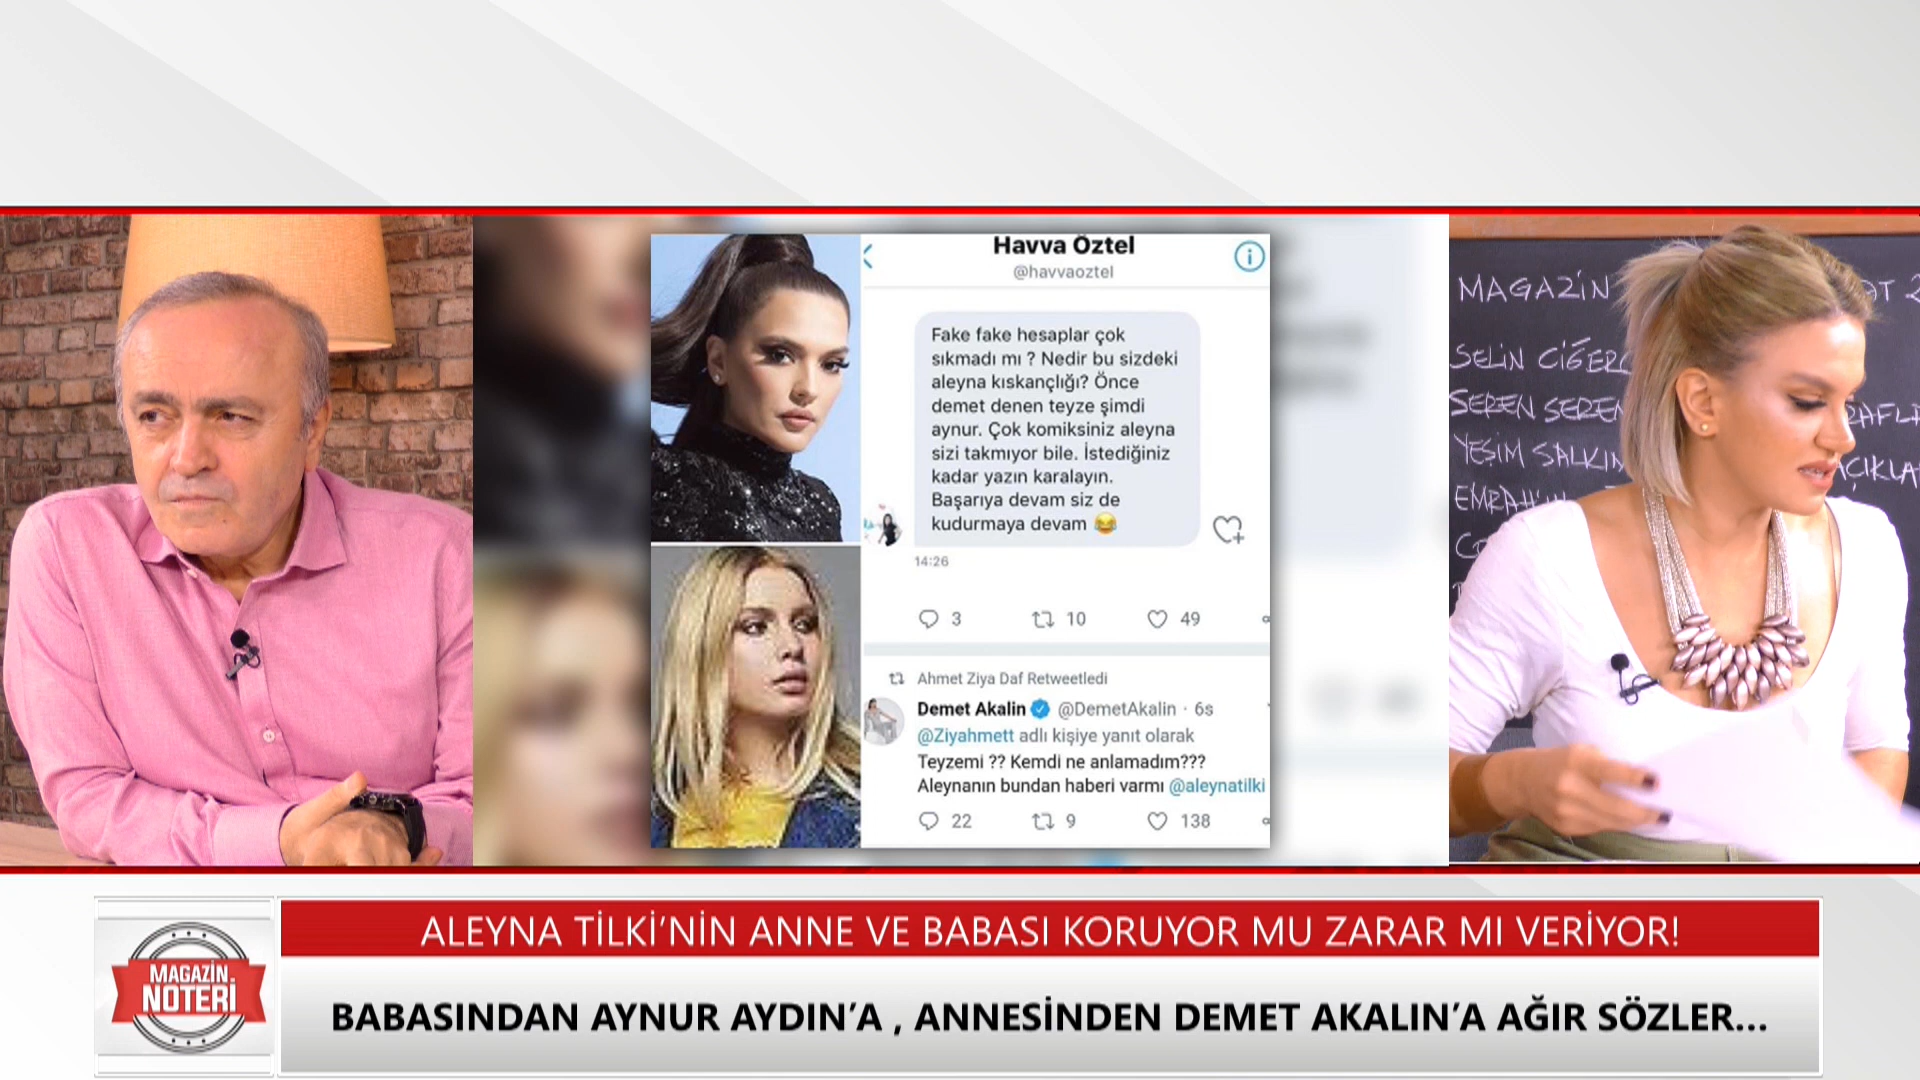 Havva Öztel
@havvaoztel
Fake fake hesaplar çok
sıkmadı mı ? Nedir bu sizdeki
aleyna kıskançlığı? Önce
demet denen teyze şimdi
aynur. Çok komiksiniz aleyna
sizi takmıyor bile. İstediğiniz
kadar yazın karalayın.
Başarıya devam siz de
kudurmaya devam 😂
14:26
3 10 49
Ahmet Ziya Daf Retweetledi
Demet Akalin @DemetAkalin · 6s
@Ziyahmett adlı kişiye yanıt olarak
Teyzemi ?? Kemdi ne anlamadım???
Aleynanın bundan haberi varmı @aleynatilki
22 9 138
MAGAZİN
SELİN CİĞERC
SEREN SEREN
YEŞİM SALKIM
AÇIKLA
EMRAH'IN
MAGAZİN
NOTERİ
ALEYNA TİLKİ’NİN ANNE VE BABASI KORUYOR MU ZARAR MI VERİYOR!
BABASINDAN AYNUR AYDIN’A , ANNESİNDEN DEMET AKALIN’A AĞIR SÖZLER...